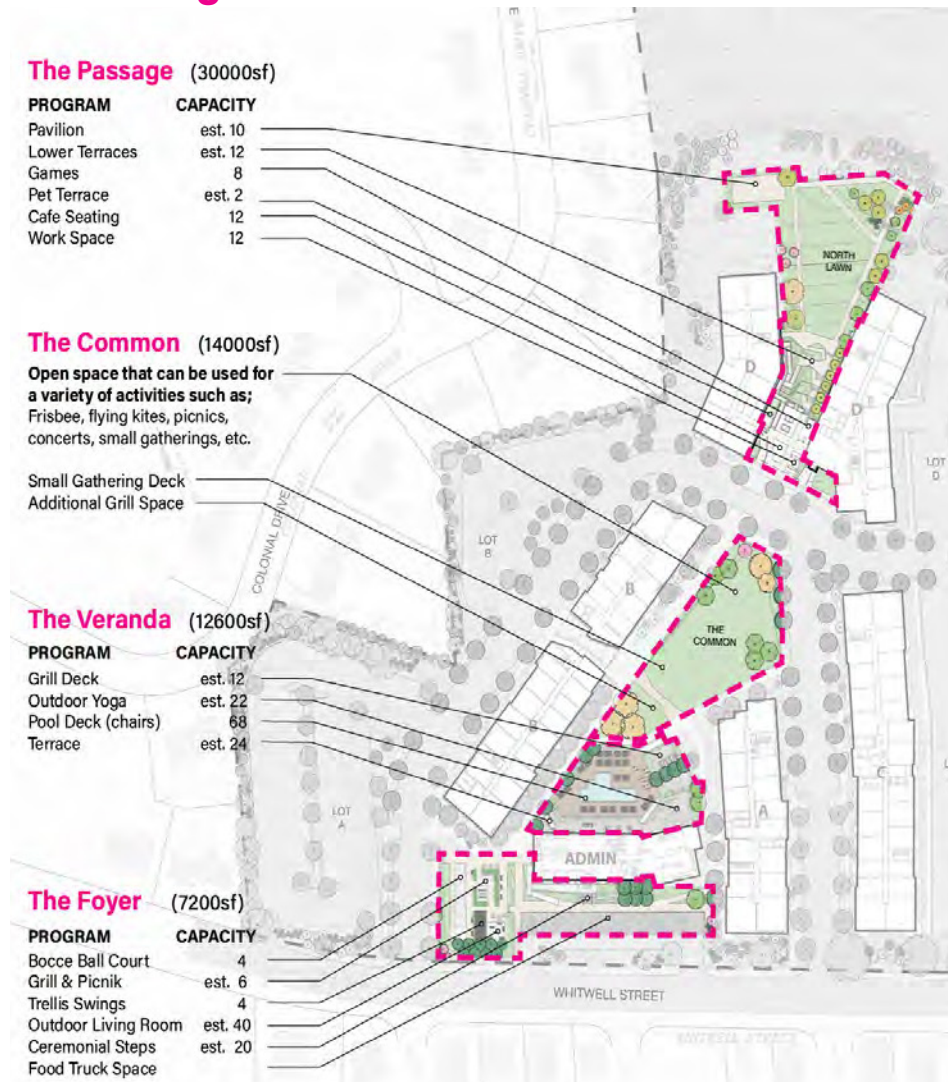 The Passage (30000sf)
PROGRAM CAPACITY
Pavilion est. 10
Lower Terraces est. 12
Games 8
Pet Terrace est. 2
Cafe Seating 12
Work Space 12
The Common (14000sf)
Open space that can be used for
a variety of activities such as;
Frisbee, flying kites, picnics,
concerts, small gatherings, etc.
Small Gathering Deck
Additional Grill Space
The Veranda (12600sf)
PROGRAM CAPACITY
Grill Deck est. 12
Outdoor Yoga est. 22
Pool Deck (chairs) 68
Terrace est. 24
The Foyer (7200sf)
PROGRAM CAPACITY
Bocce Ball Court 4
Grill & Picnik est. 6
Trellis Swings 4
Outdoor Living Room est. 40
Ceremonial Steps est. 20
Food Truck Space
NORTH
LAWN
D
D
LOT
D
COLONIAL DRIVE
LOT
B
B
THE
COMMON
B
LOT
A
A
C
ADMIN
WHITWELL STREET